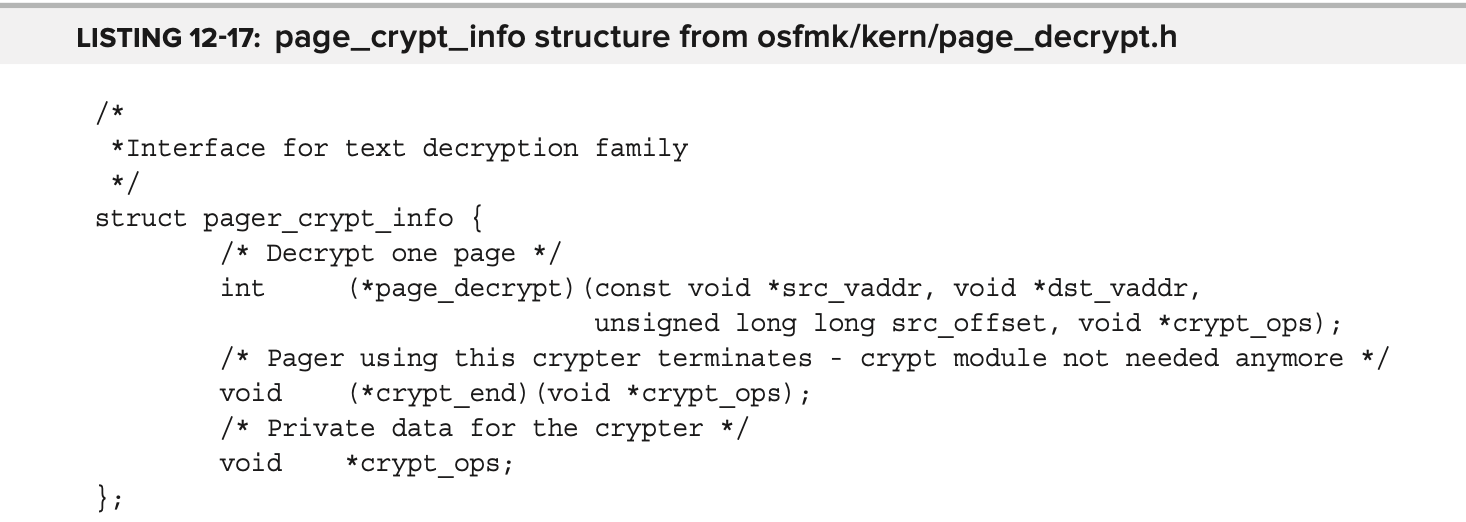 LISTING 12-17: page_crypt_info structure from osfmk/kern/page_decrypt.h
/*
 *Interface for text decryption family
 */
struct pager_crypt_info {
        /* Decrypt one page */
        int     (*page_decrypt)(const void *src_vaddr, void *dst_vaddr,
                                unsigned long long src_offset, void *crypt_ops);
        /* Pager using this crypter terminates - crypt module not needed anymore */
        void    (*crypt_end)(void *crypt_ops);
        /* Private data for the crypter */
        void    *crypt_ops;
};